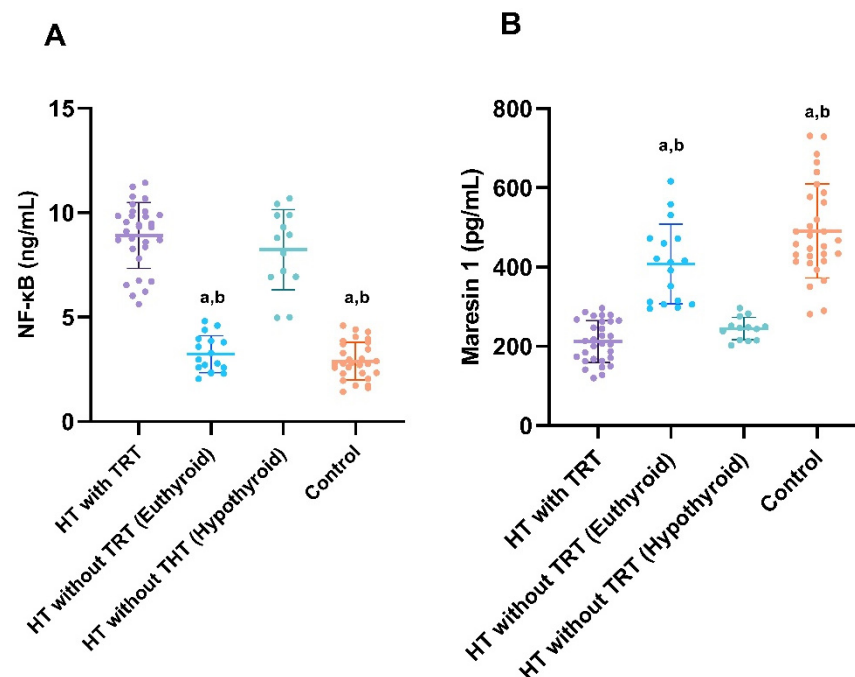 A
NF-κB (ng/mL)
15
10
5
0
a,b
a,b
HT with TRT
HT without TRT (Euthyroid)
HT without THT (Hypothyroid)
Control
B
Maresin 1 (pg/mL)
800
600
400
200
0
a,b
a,b
HT with TRT
HT without TRT (Euthyroid)
HT without TRT (Hypothyroid)
Control